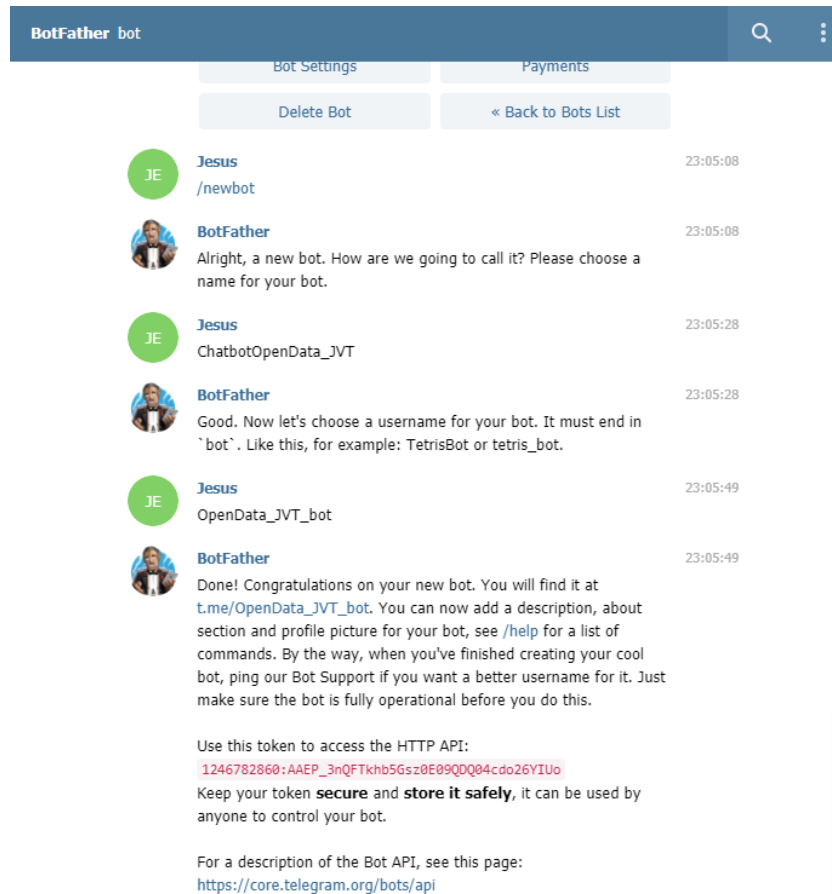 BotFather bot
Bot Settings Payments
Delete Bot « Back to Bots List
JE
Jesus 23:05:08
/newbot
BotFather 23:05:08
Alright, a new bot. How are we going to call it? Please choose a
name for your bot.
JE
Jesus 23:05:28
ChatbotOpenData_JVT
BotFather 23:05:28
Good. Now let's choose a username for your bot. It must end in
`bot`. Like this, for example: TetrisBot or tetris_bot.
JE
Jesus 23:05:49
OpenData_JVT_bot
BotFather 23:05:49
Done! Congratulations on your new bot. You will find it at
t.me/OpenData_JVT_bot. You can now add a description, about
section and profile picture for your bot, see /help for a list of
commands. By the way, when you've finished creating your cool
bot, ping our Bot Support if you want a better username for it. Just
make sure the bot is fully operational before you do this.
Use this token to access the HTTP API:
1246782860:AAEP_3nQFTkhb5Gsz0E09QDQ04cdo26YIUo
Keep your token secure and store it safely, it can be used by
anyone to control your bot.
For a description of the Bot API, see this page:
https://core.telegram.org/bots/api